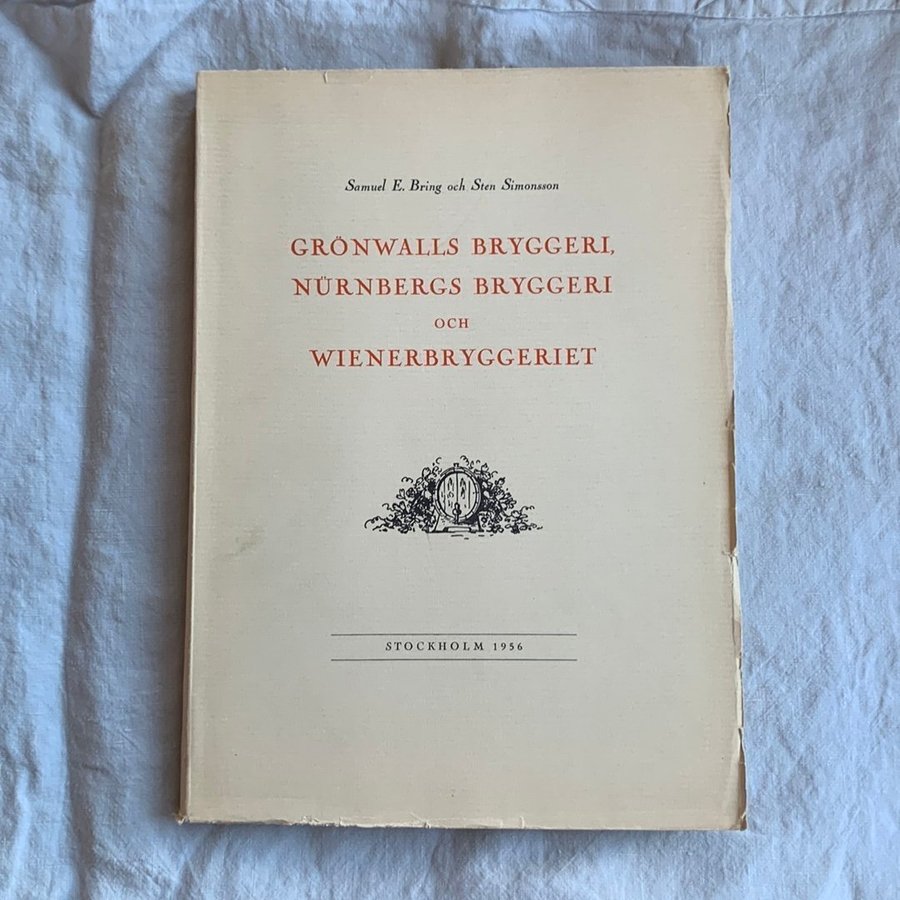 Samuel E. Bring och Sten Simonsson
GRÖNWALLS BRYGGERI,
NÜRNBERGS BRYGGERI
OCH
WIENERBRYGGERIET
STOCKHOLM 1956